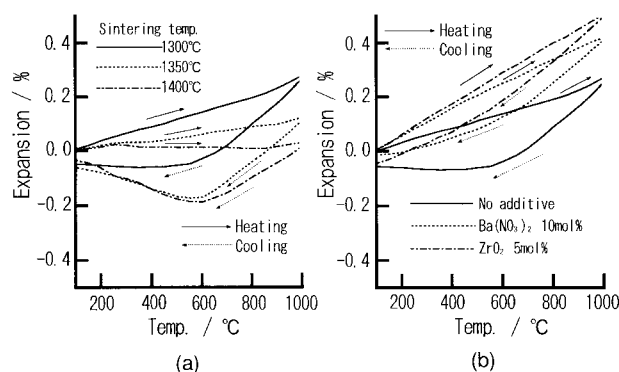 Sintering temp.
1300℃
1350℃
1400℃
Expansion / %
0.4
0.2
0.0
-0.2
-0.4
Heating
Cooling
200 400 600 800 1000
Temp. / ℃
(a)
Heating
Cooling
Expansion / %
0.4
0.2
0.0
-0.2
-0.4
No additive
Ba(NO₃)₂ 10mol%
ZrO₂ 5mol%
200 400 600 800 1000
Temp. / ℃
(b)